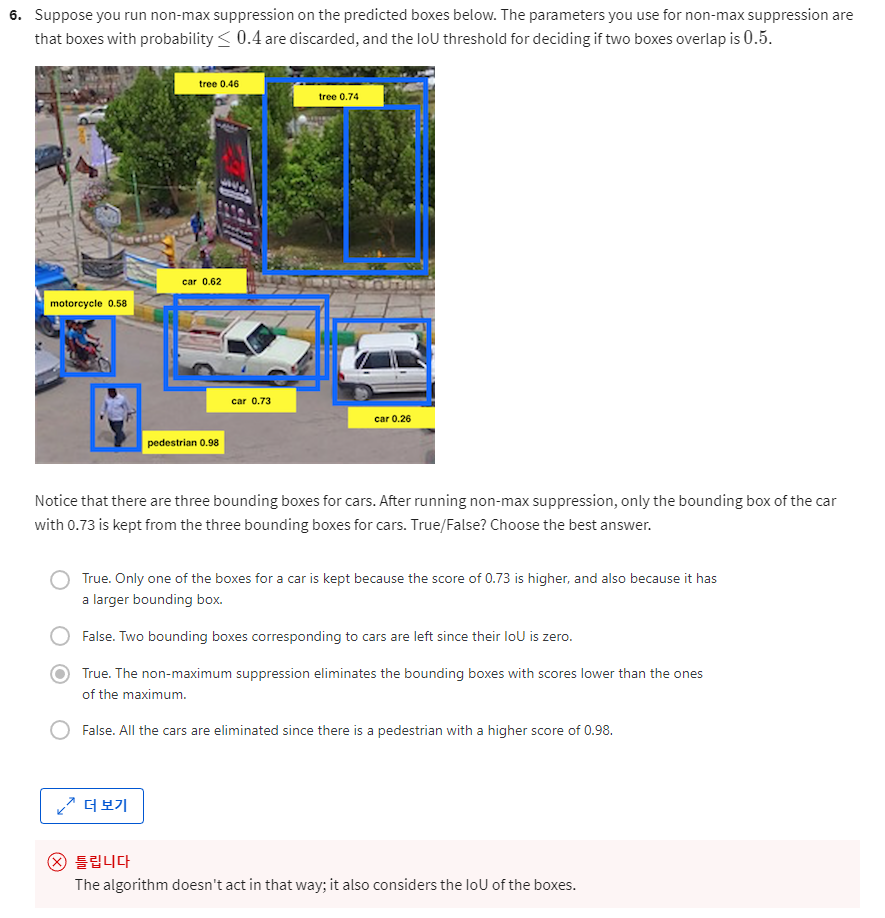 6. Suppose you run non-max suppression on the predicted boxes below. The parameters you use for non-max suppression are
that boxes with probability ≤ 0.4 are discarded, and the IoU threshold for deciding if two boxes overlap is 0.5.
tree 0.46
tree 0.74
car 0.62
motorcycle 0.58
car 0.73
car 0.26
pedestrian 0.98
Notice that there are three bounding boxes for cars. After running non-max suppression, only the bounding box of the car
with 0.73 is kept from the three bounding boxes for cars. True/False? Choose the best answer.
True. Only one of the boxes for a car is kept because the score of 0.73 is higher, and also because it has
a larger bounding box.
False. Two bounding boxes corresponding to cars are left since their IoU is zero.
True. The non-maximum suppression eliminates the bounding boxes with scores lower than the ones
of the maximum.
False. All the cars are eliminated since there is a pedestrian with a higher score of 0.98.
더 보기
틀립니다
The algorithm doesn't act in that way; it also considers the IoU of the boxes.